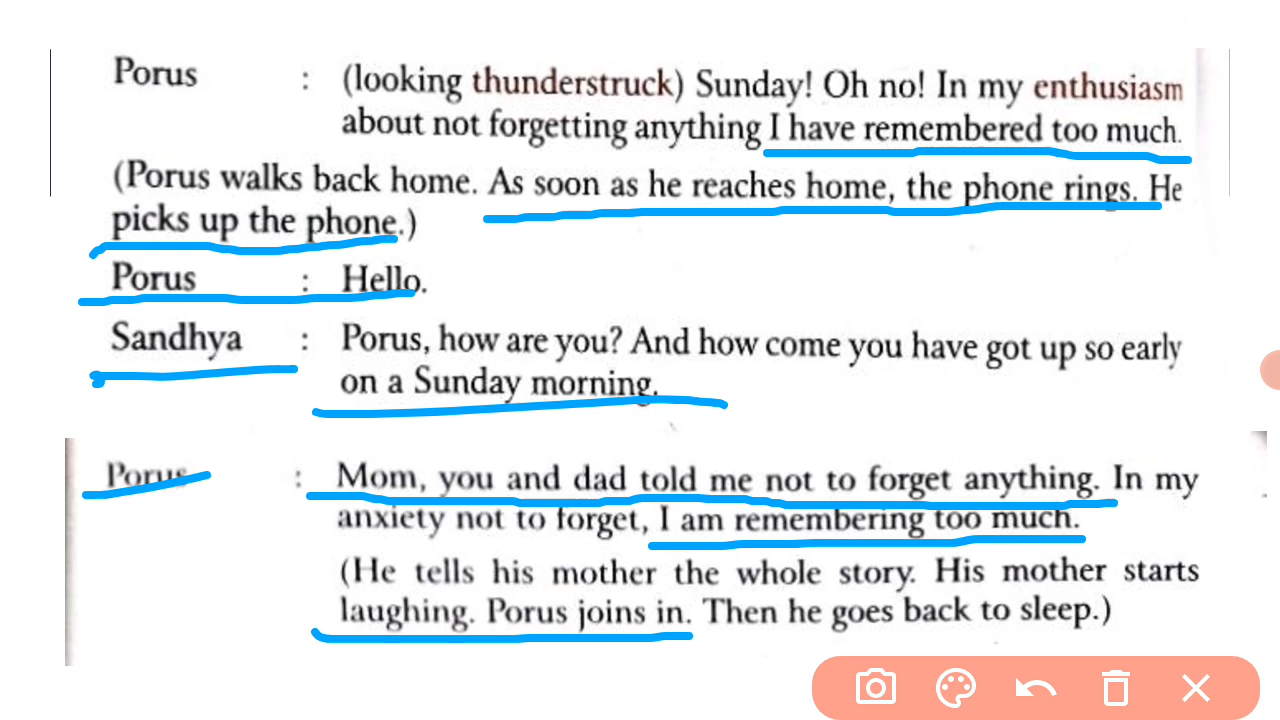 Porus : (looking thunderstruck) Sunday! Oh no! In my enthusiasm
about not forgetting anything I have remembered too much.
(Porus walks back home. As soon as he reaches home, the phone rings. He
picks up the phone.)
Porus : Hello.
Sandhya : Porus, how are you? And how come you have got up so early
on a Sunday morning.
Porus : Mom, you and dad told me not to forget anything. In my
anxiety not to forget, I am remembering too much.
(He tells his mother the whole story. His mother starts
laughing. Porus joins in. Then he goes back to sleep.)